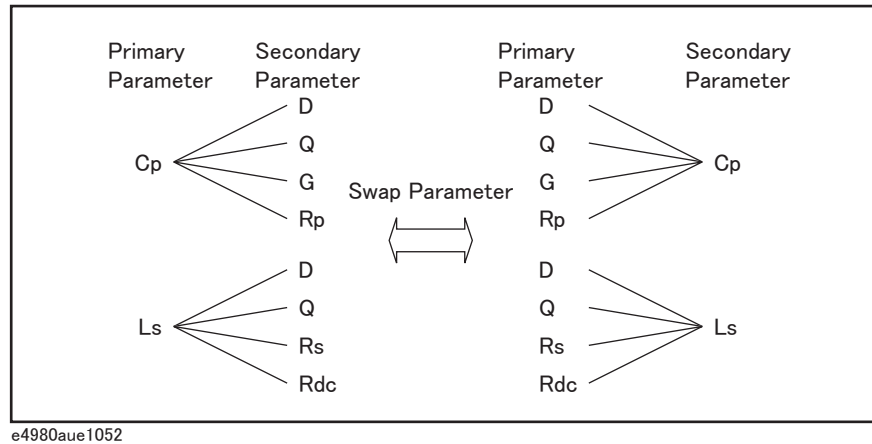 Primary Parameter
Secondary Parameter
Primary Parameter
Secondary Parameter
Cp
D
Q
G
Rp
Ls
D
Q
Rs
Rdc
Swap Parameter
D
Q
G
Rp
Cp
D
Q
Rs
Rdc
Ls
e4980aue1052